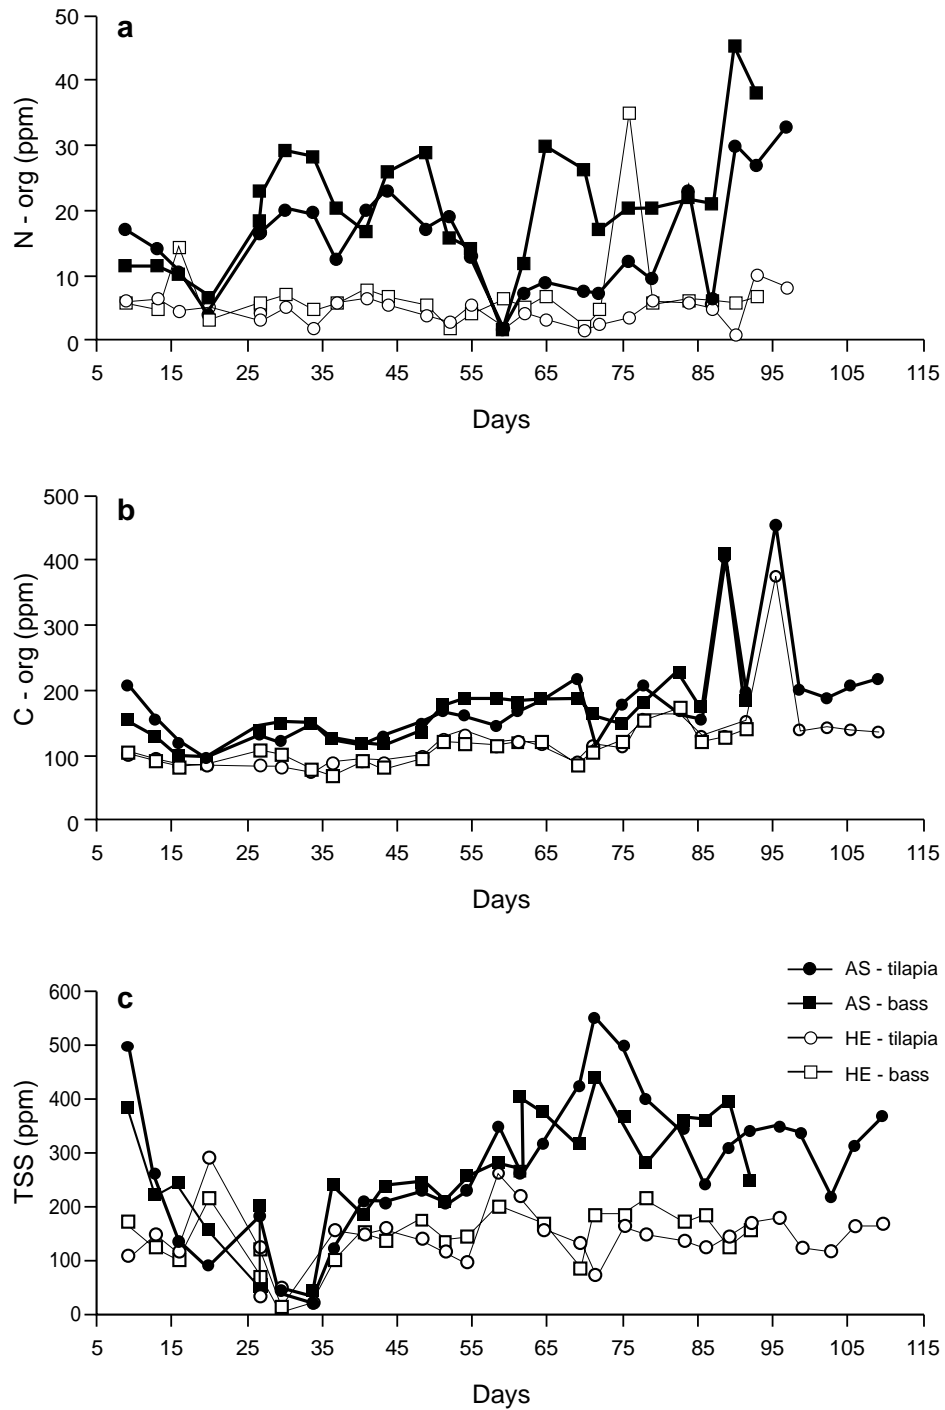 a
50
40
30
20
10
0
N - org (ppm)
5 15 25 35 45 55 65 75 85 95 105 115
Days
b
500
400
300
200
100
0
C - org (ppm)
5 15 25 35 45 55 65 75 85 95 105 115
Days
AS - tilapia
AS - bass
HE - tilapia
HE - bass
c
600
500
400
300
200
100
0
TSS (ppm)
5 15 25 35 45 55 65 75 85 95 105 115
Days